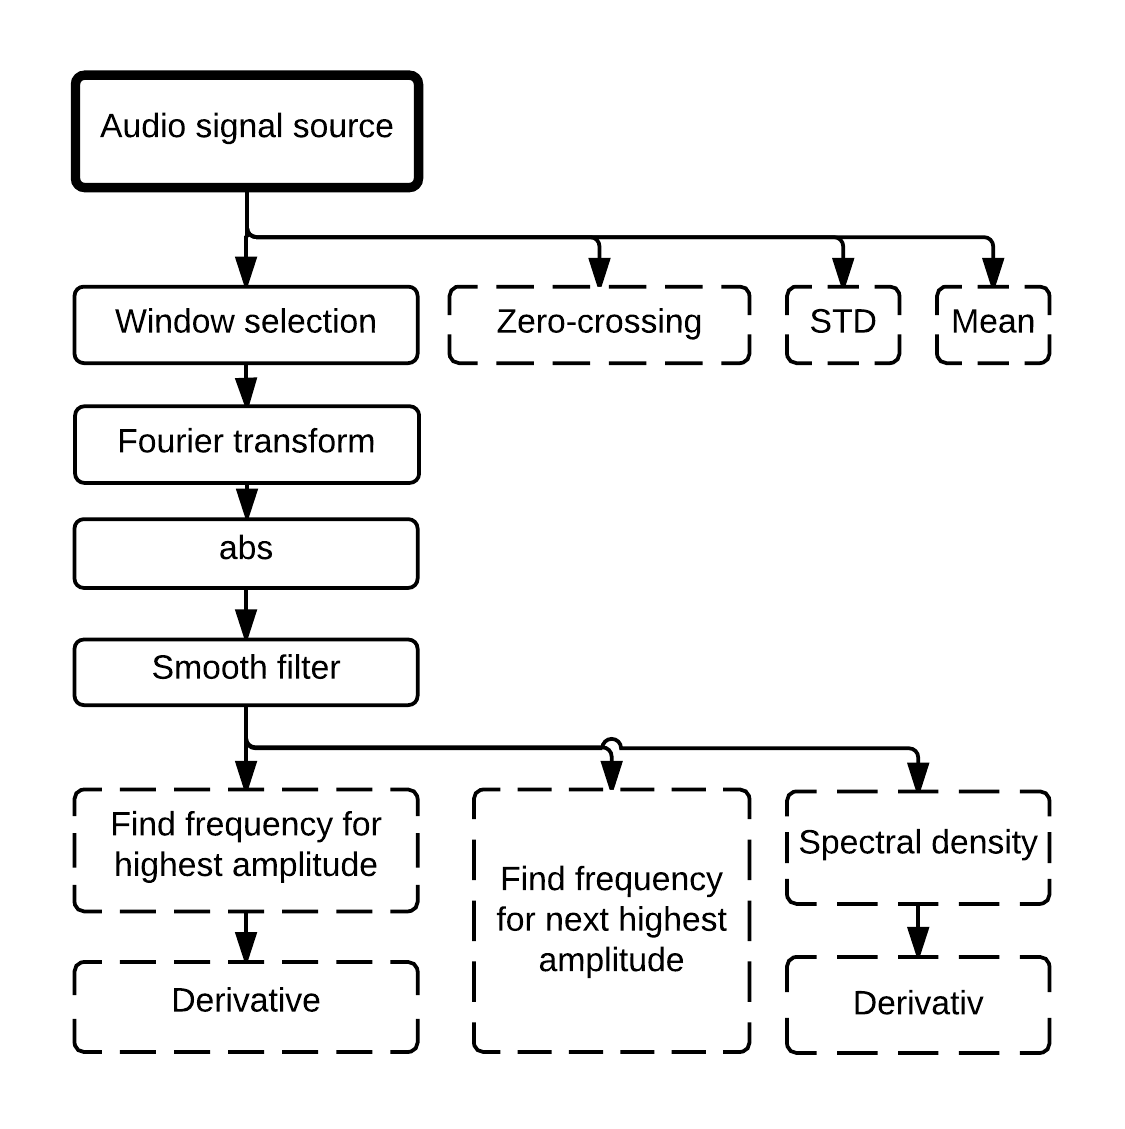 Audio signal source
Window selection
Zero-crossing
STD
Mean
Fourier transform
abs
Smooth filter
Find frequency for
highest amplitude
Find frequency
for next highest
amplitude
Spectral density
Derivative
Derivativ